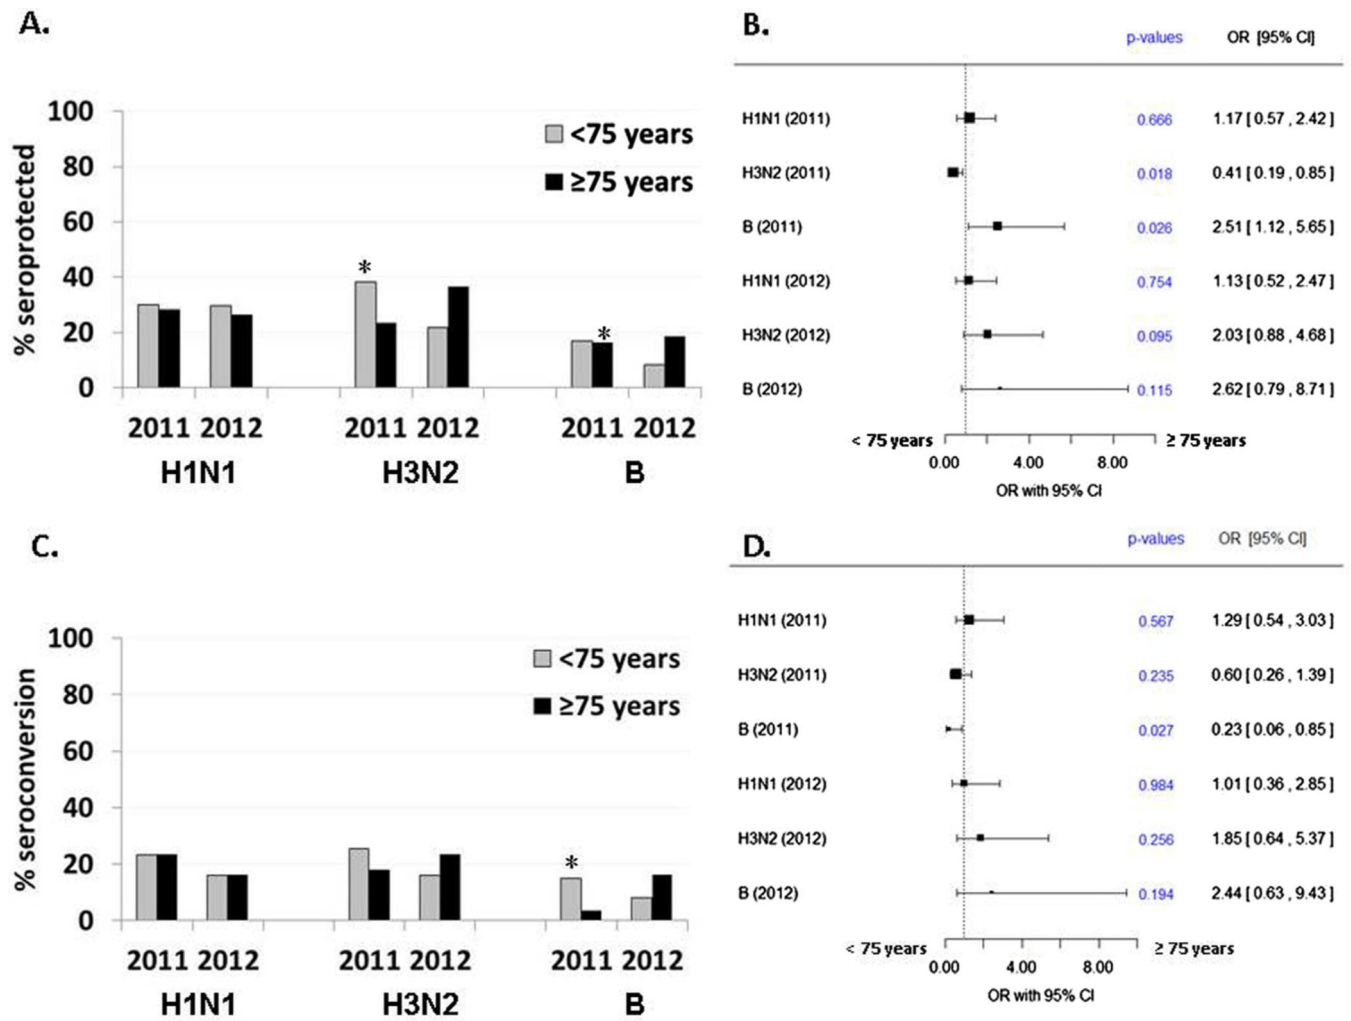 A.
% seroprotected
100
80
60
40
20
0
<75 years
≥75 years
*
*
2011 2012 2011 2012 2011 2012
H1N1 H3N2 B
B.
p-values OR [95% CI]
H1N1 (2011) 0.666 1.17 [ 0.57 , 2.42 ]
H3N2 (2011) 0.018 0.41 [ 0.19 , 0.85 ]
B (2011) 0.026 2.51 [ 1.12 , 5.65 ]
H1N1 (2012) 0.754 1.13 [ 0.52 , 2.47 ]
H3N2 (2012) 0.095 2.03 [ 0.88 , 4.68 ]
B (2012) 0.115 2.62 [ 0.79 , 8.71 ]
< 75 years ≥ 75 years
0.00 4.00 8.00
OR with 95% CI
C.
% seroconversion
100
80
60
40
20
0
<75 years
≥75 years
*
2011 2012 2011 2012 2011 2012
H1N1 H3N2 B
D.
p-values OR [95% CI]
H1N1 (2011) 0.567 1.29 [ 0.54 , 3.03 ]
H3N2 (2011) 0.235 0.60 [ 0.26 , 1.39 ]
B (2011) 0.027 0.23 [ 0.06 , 0.85 ]
H1N1 (2012) 0.984 1.01 [ 0.36 , 2.85 ]
H3N2 (2012) 0.256 1.85 [ 0.64 , 5.37 ]
B (2012) 0.194 2.44 [ 0.63 , 9.43 ]
< 75 years ≥ 75 years
0.00 4.00 8.00
OR with 95% CI